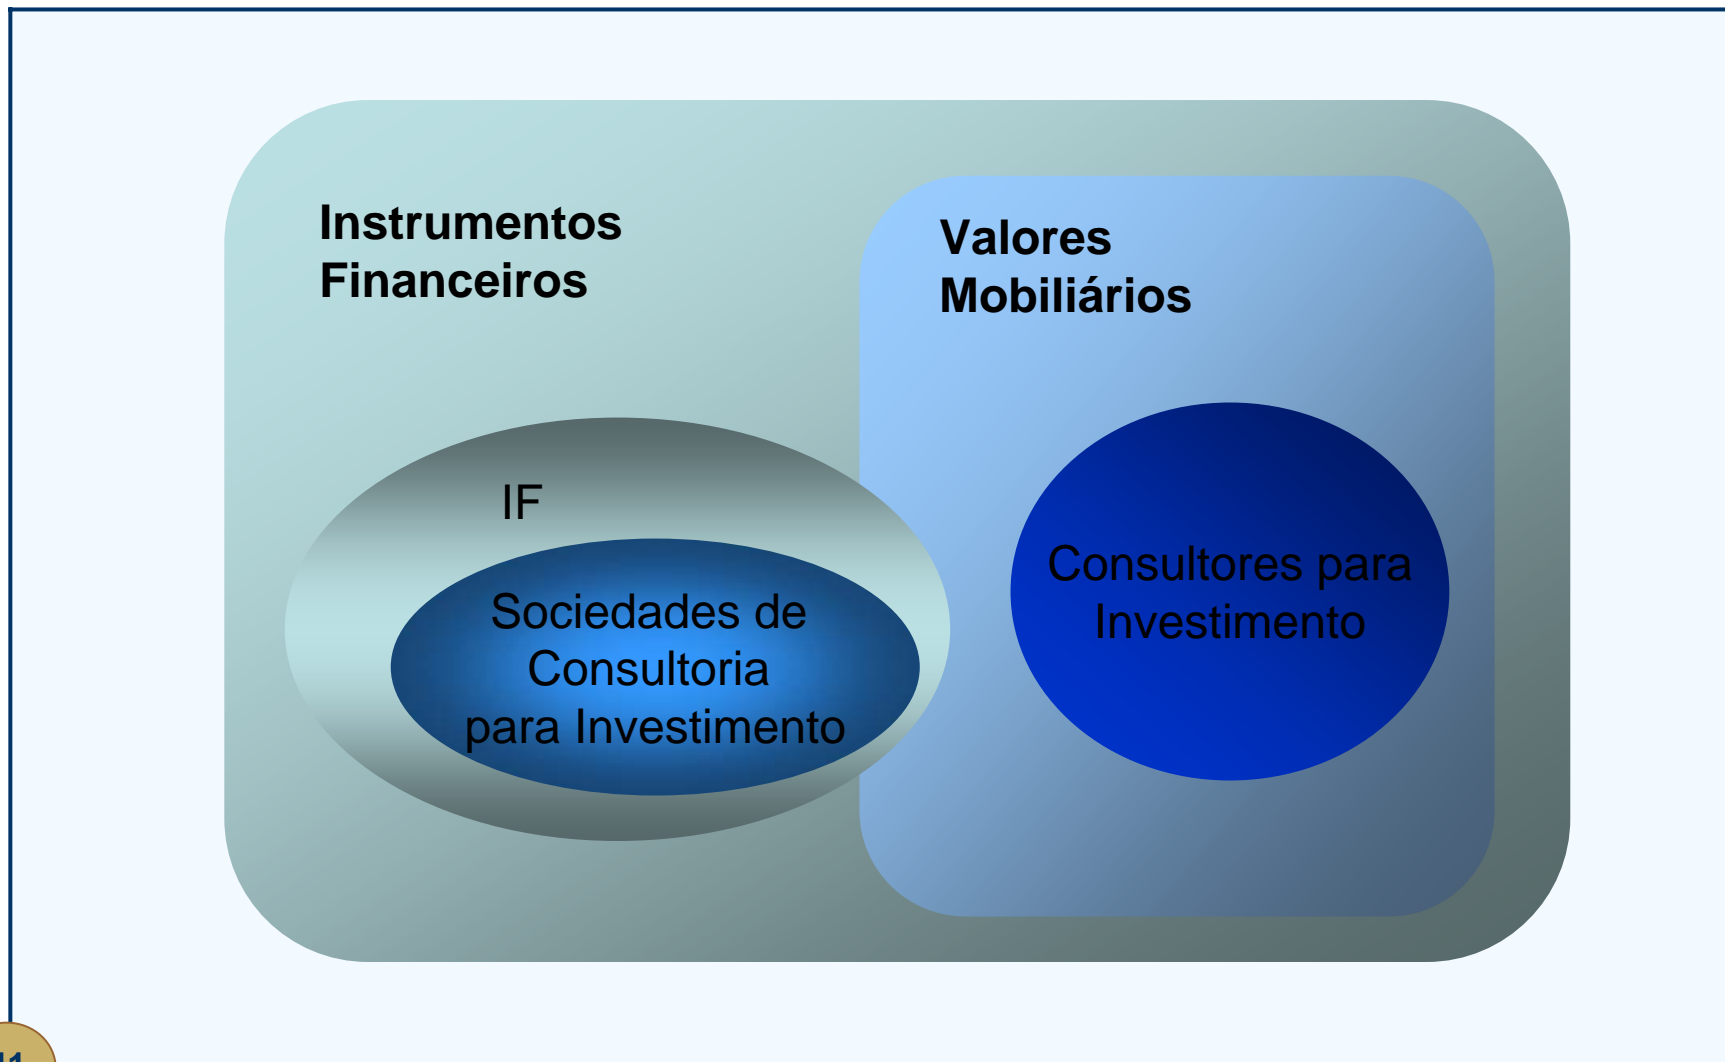 Instrumentos
Financeiros
Valores
Mobiliários
IF
Sociedades de
Consultoria
para Investimento
Consultores para
Investimento